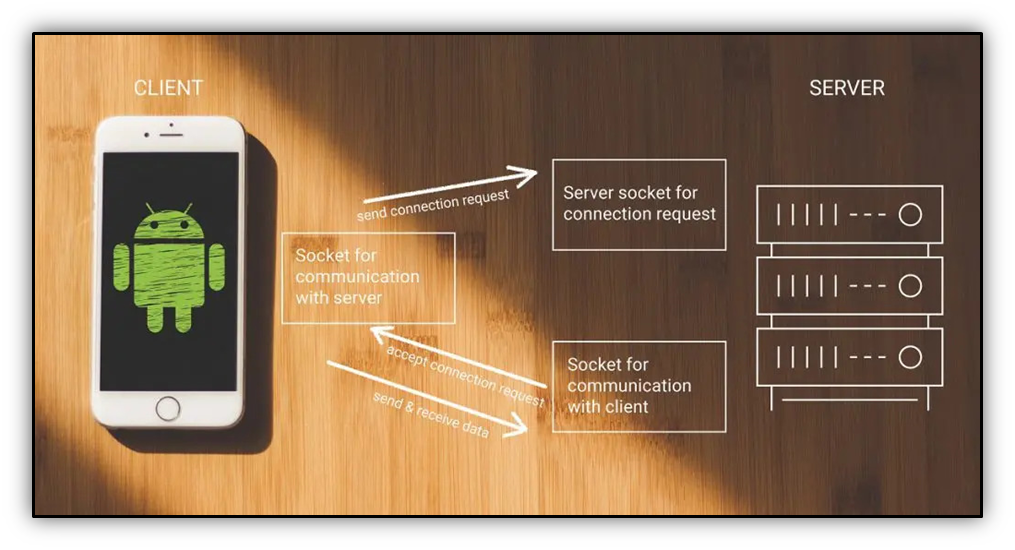 CLIENT
SERVER
send connection request
Server socket for
connection request
Socket for
communication
with server
accept connection request
send & receive data
Socket for
communication
with client